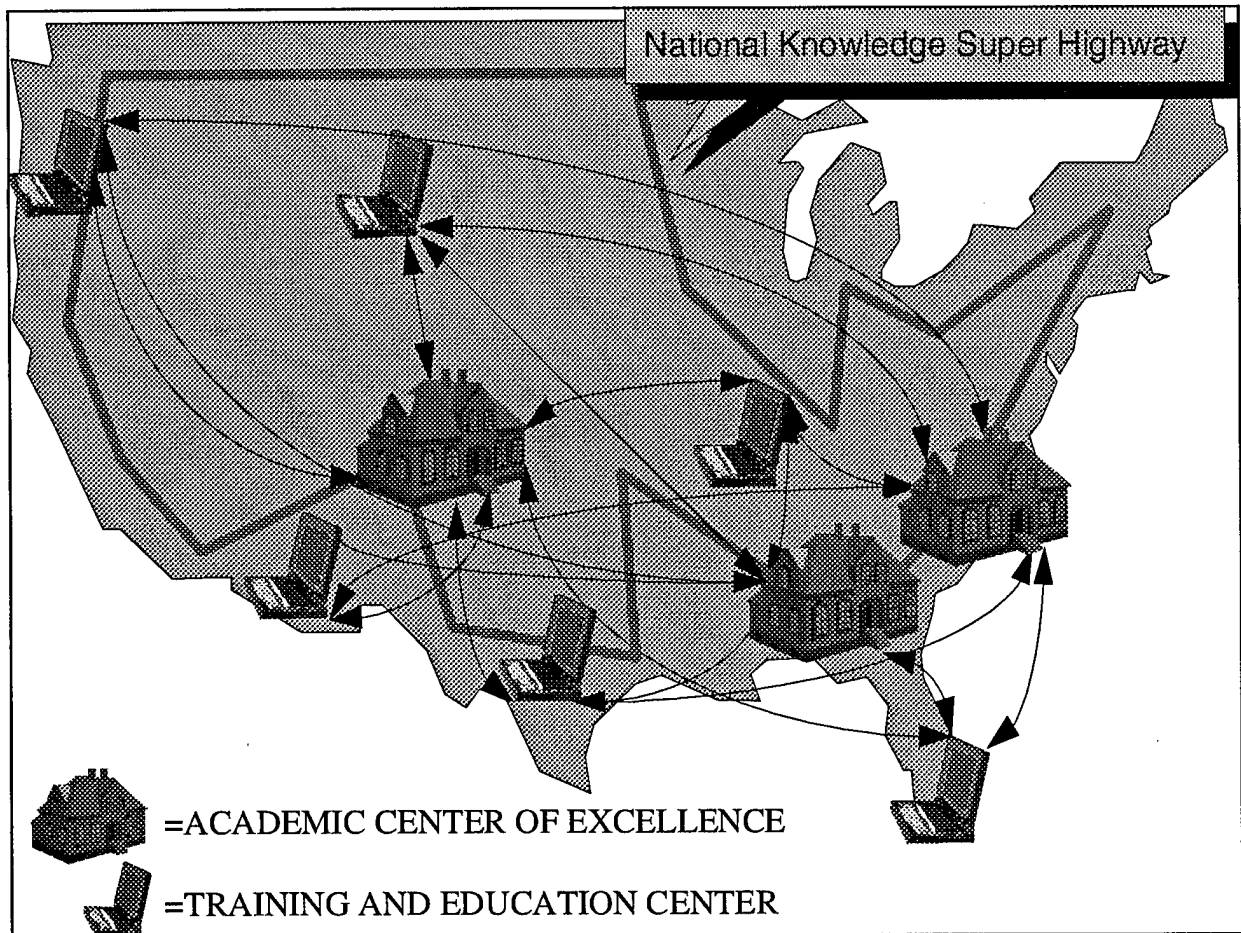 National Knowledge Super Highway
=ACADEMIC CENTER OF EXCELLENCE
=TRAINING AND EDUCATION CENTER